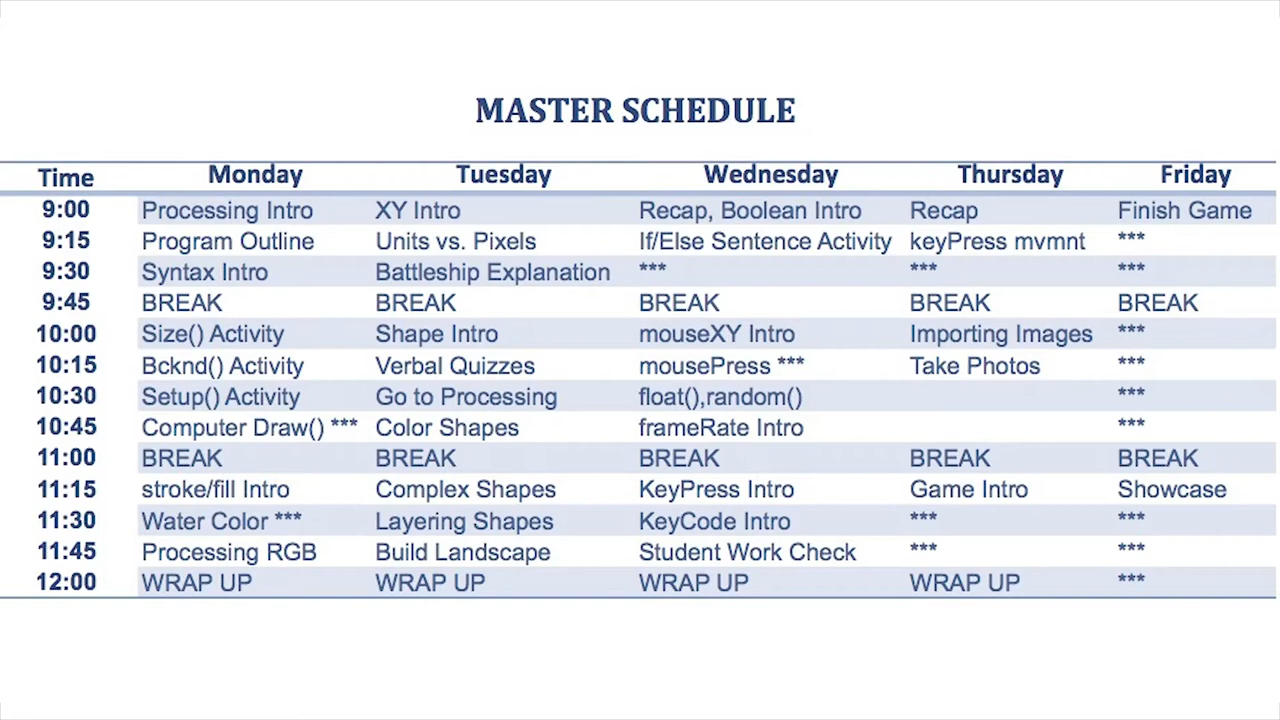 MASTER SCHEDULE
Time Monday Tuesday Wednesday Thursday Friday
9:00 Processing Intro XY Intro Recap, Boolean Intro Recap Finish Game
9:15 Program Outline Units vs. Pixels If/Else Sentence Activity keyPress mvmnt ***
9:30 Syntax Intro Battleship Explanation *** *** ***
9:45 BREAK BREAK BREAK BREAK BREAK
10:00 Size() Activity Shape Intro mouseXY Intro Importing Images ***
10:15 Bcknd() Activity Verbal Quizzes mousePress *** Take Photos ***
10:30 Setup() Activity Go to Processing float(),random() ***
10:45 Computer Draw() *** Color Shapes frameRate Intro ***
11:00 BREAK BREAK BREAK BREAK BREAK
11:15 stroke/fill Intro Complex Shapes KeyPress Intro Game Intro Showcase
11:30 Water Color *** Layering Shapes KeyCode Intro *** ***
11:45 Processing RGB Build Landscape Student Work Check *** ***
12:00 WRAP UP WRAP UP WRAP UP WRAP UP ***